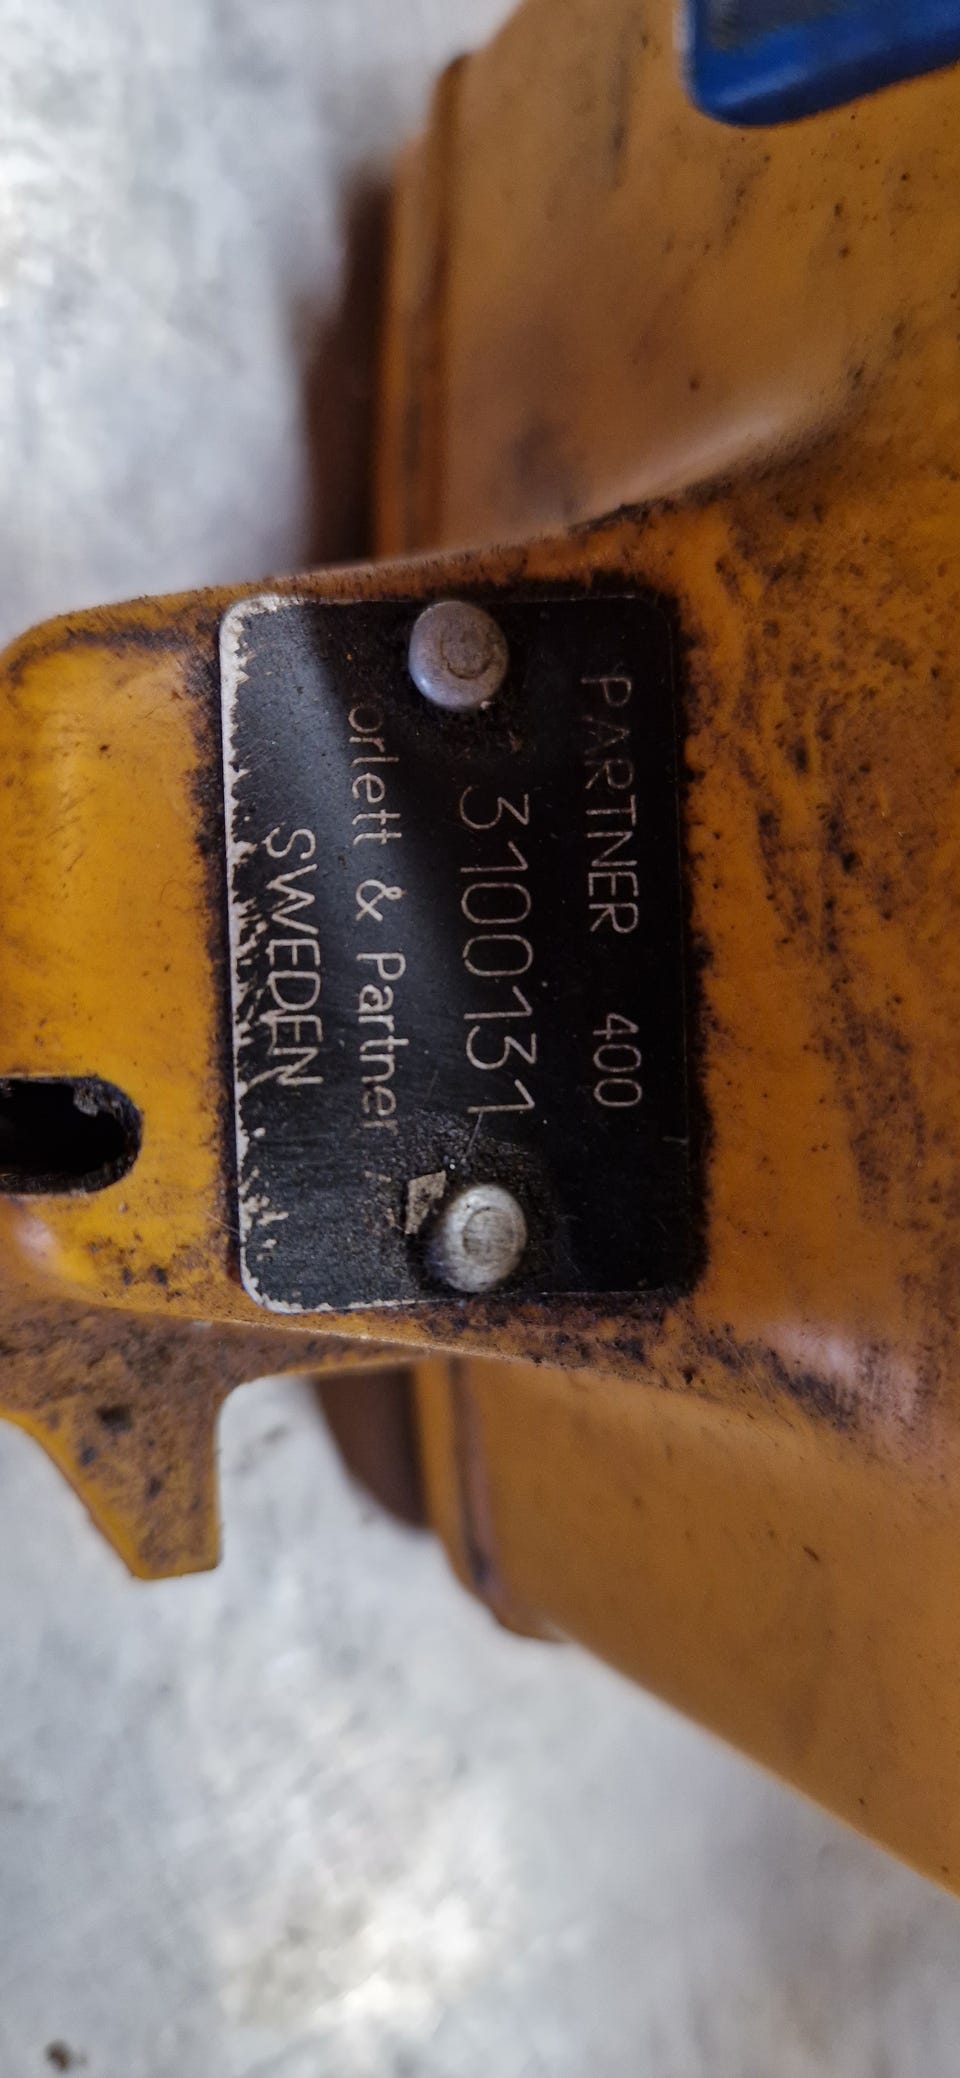 PARTNER 400
3100131
orlett & Partner
SWEDEN